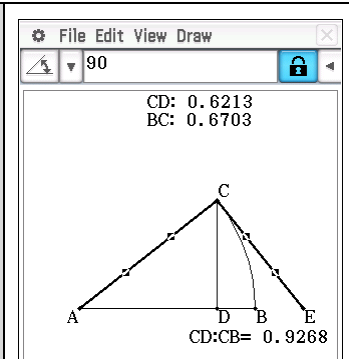 File Edit View Draw
90
CD: 0.6213
BC: 0.6703
C
A D B E
CD:CB= 0.9268